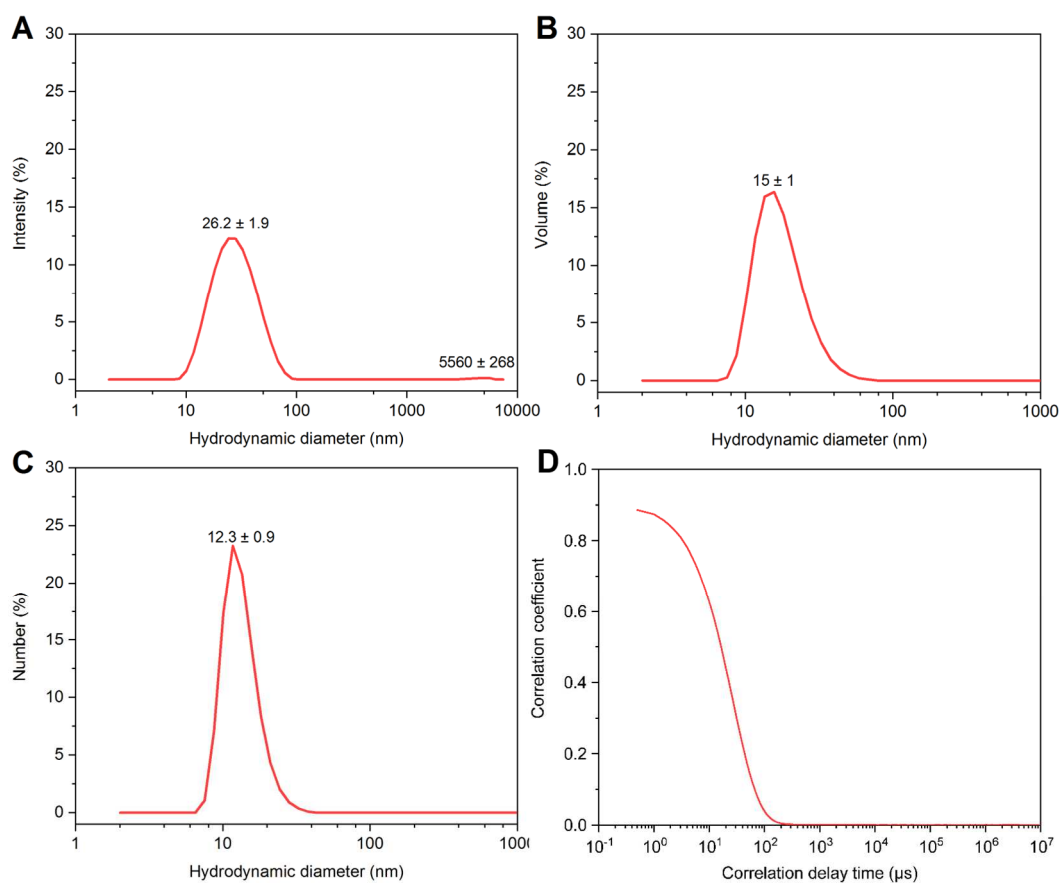 A
30
25
20
15
10
5
0
Intensity (%)
26.2 ± 1.9
5560 ± 268
1 10 100 1000 10000
Hydrodynamic diameter (nm)
B
30
25
20
15
10
5
0
Volume (%)
15 ± 1
1 10 100 1000
Hydrodynamic diameter (nm)
C
30
25
20
15
10
5
0
Number (%)
12.3 ± 0.9
1 10 100 1000
Hydrodynamic diameter (nm)
D
1.0
0.8
0.6
0.4
0.2
0.0
Correlation coefficient
10⁻¹ 10⁰ 10¹ 10² 10³ 10⁴ 10⁵ 10⁶ 10⁷
Correlation delay time (µs)